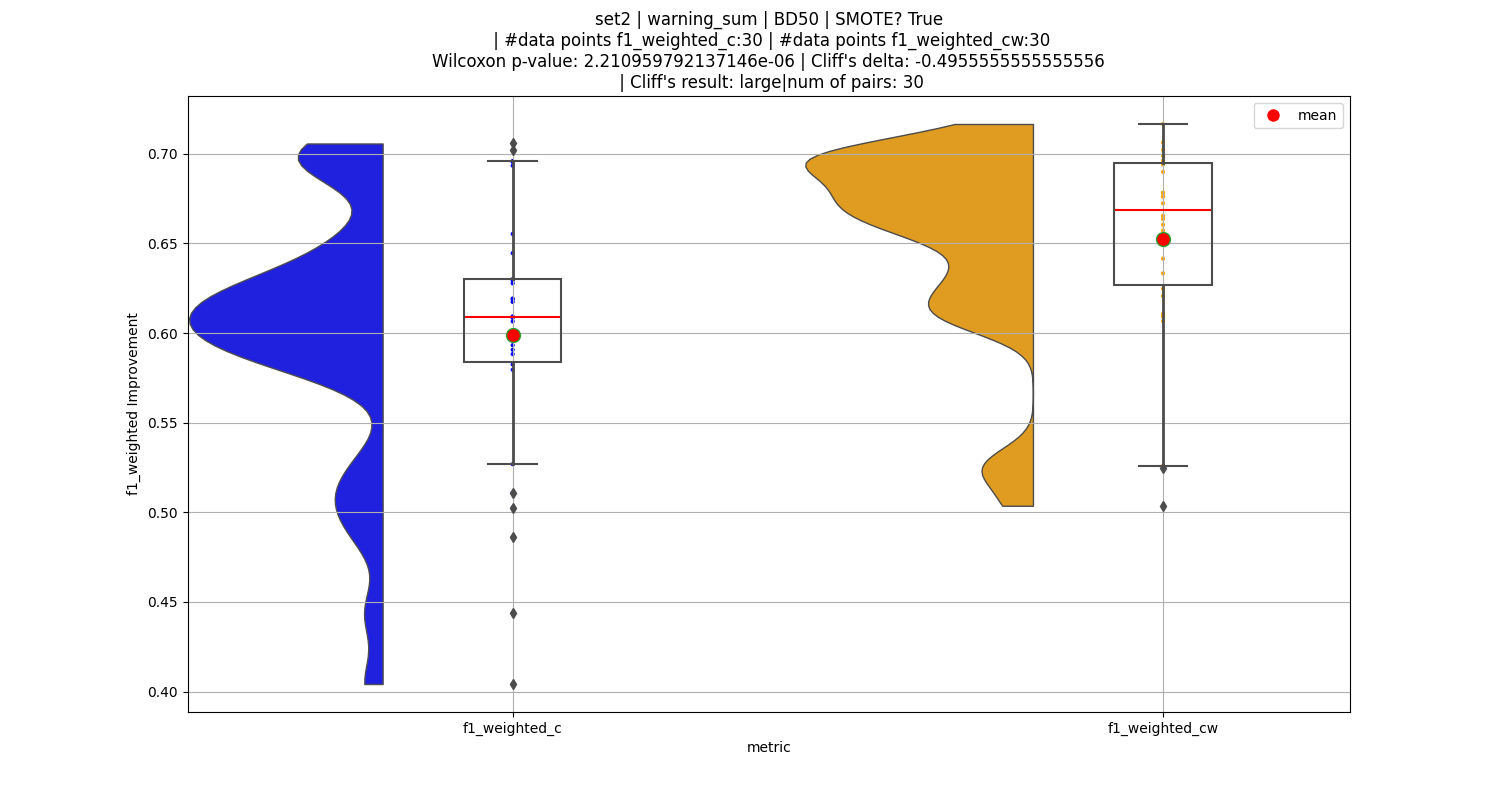 set2 | warning_sum | BD50 | SMOTE? True
| #data points f1_weighted_c:30 | #data points f1_weighted_cw:30
Wilcoxon p-value: 2.210959792137146e-06 | Cliff's delta: -0.4955555555555556
| Cliff's result: large|num of pairs: 30
mean
0.70
0.65
0.60
0.55
0.50
0.45
0.40
f1_weighted Improvement
f1_weighted_c
f1_weighted_cw
metric